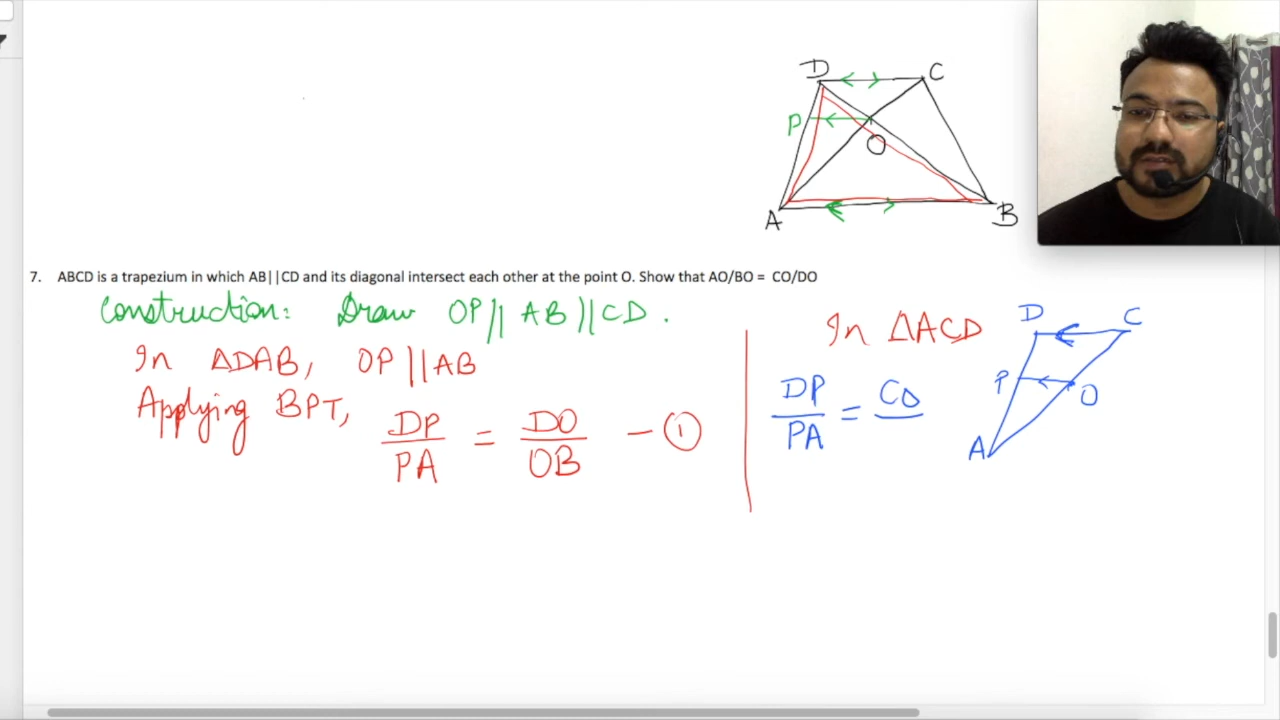 D
C
P
O
A
B
7. ABCD is a trapezium in which AB||CD and its diagonal intersect each other at the point O. Show that AO/BO = CO/DO
Construction: Draw OP || AB || CD.
In ΔDAB, OP || AB
Applying BPT,
DP/PA = DO/OB - ①
In ΔACD
DP/PA = CO
D
C
P
O
A